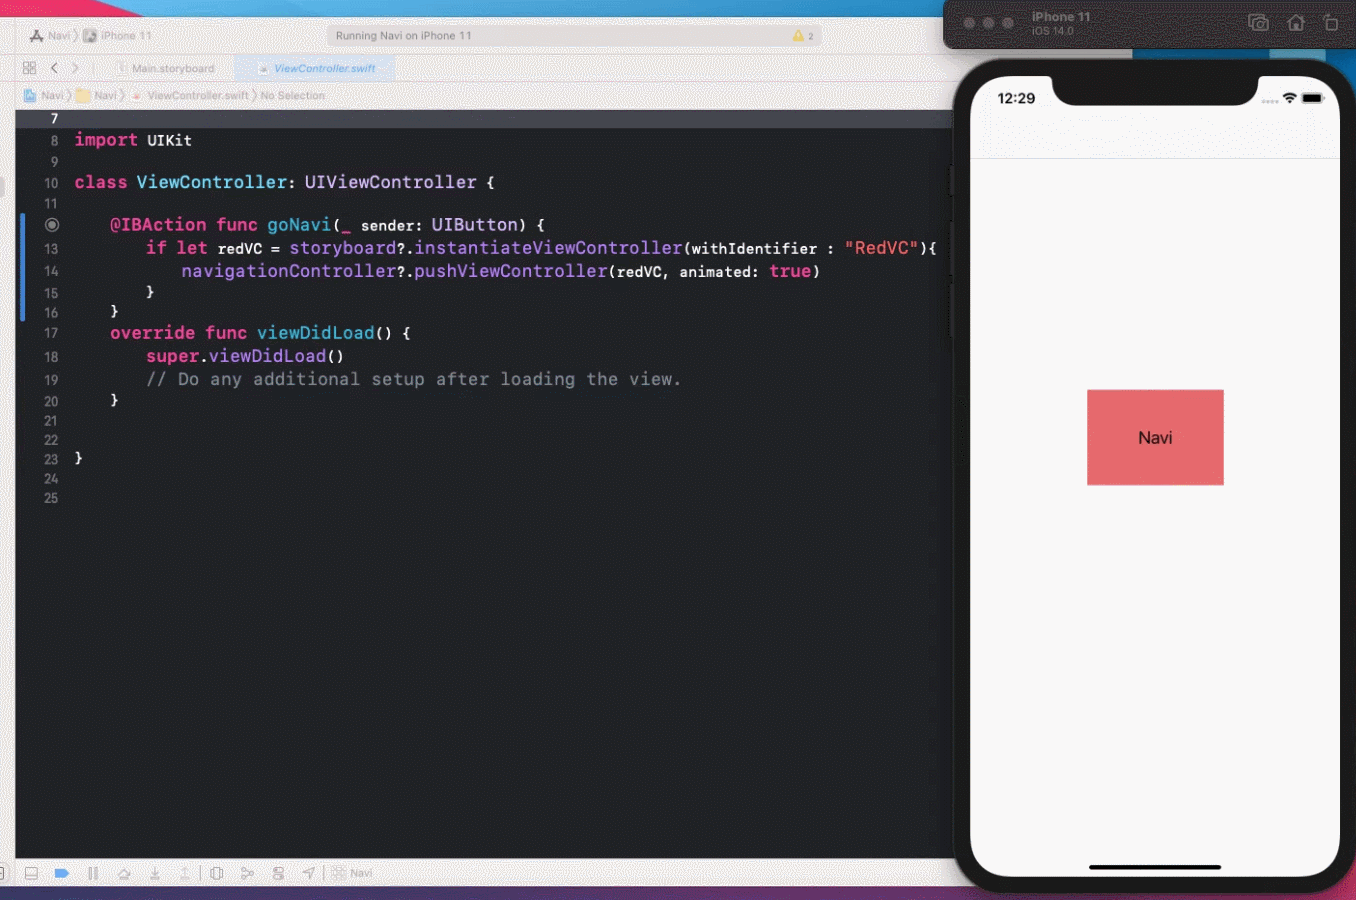 Navi 〉 iPhone 11
Running Navi on iPhone 11
2
Main.storyboard
ViewController.swift
Navi 〉 Navi 〉 ViewController.swift 〉 No Selection
7
8 import UIKit
9
10 class ViewController: UIViewController {
11
@IBAction func goNavi(_ sender: UIButton) {
13 if let redVC = storyboard?.instantiateViewController(withIdentifier : "RedVC"){
14 navigationController?.pushViewController(redVC, animated: true)
15 }
16 }
17 override func viewDidLoad() {
18 super.viewDidLoad()
19 // Do any additional setup after loading the view.
20 }
21
22
23 }
24
25
Navi
iPhone 11
iOS 14.0
12:29
Navi